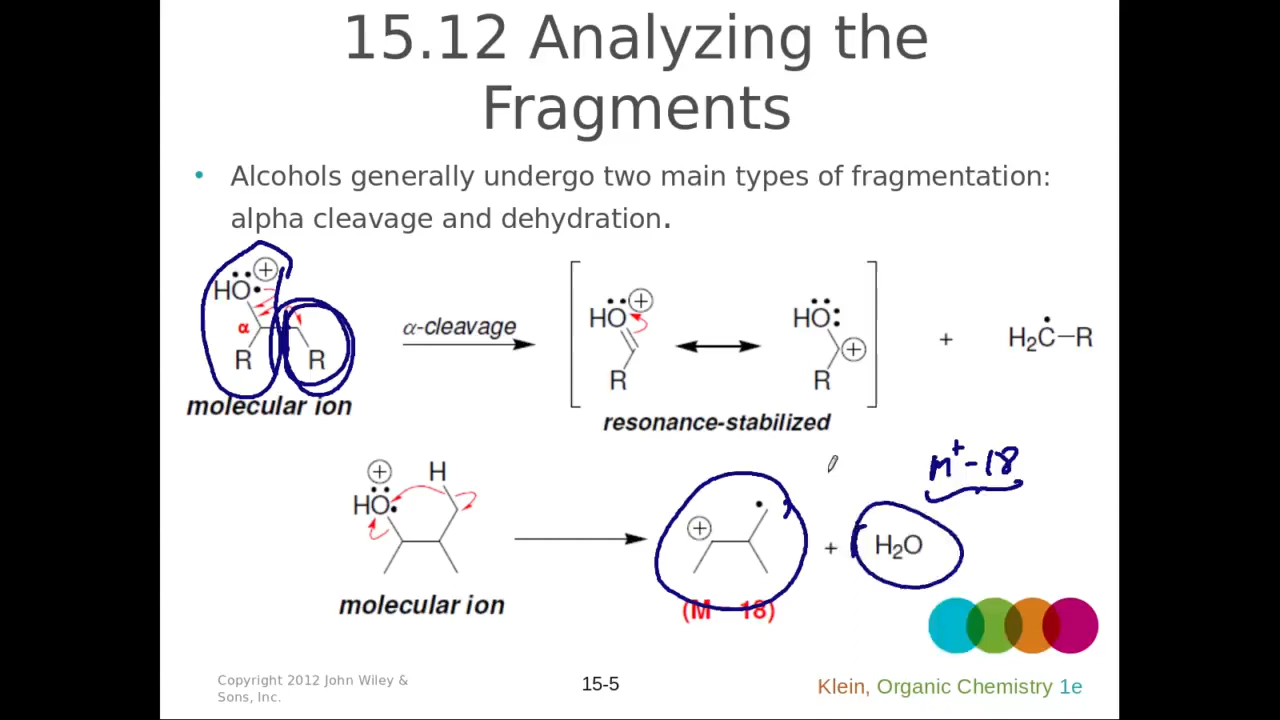 15.12 Analyzing the
Fragments
• Alcohols generally undergo two main types of fragmentation:
alpha cleavage and dehydration.
HO
α
R R
molecular ion
α-cleavage
HO
R
HO
R
resonance-stabilized
+
H₂C–R
M⁺ – 18
H
HO
molecular ion
+
H₂O
(M 18)
Copyright 2012 John Wiley &
Sons, Inc.
15-5
Klein, Organic Chemistry 1e